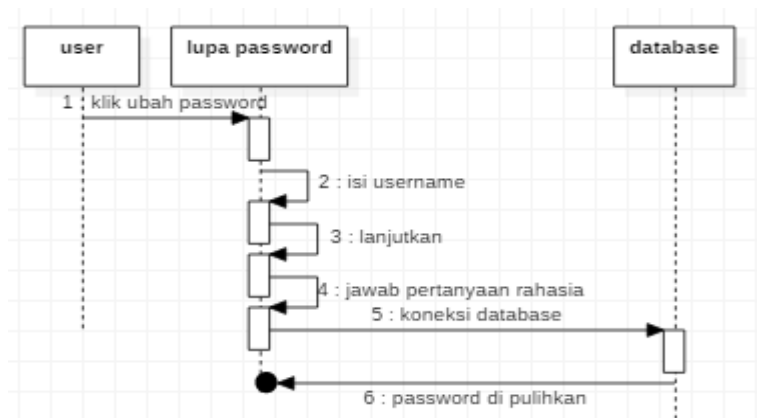 user
lupa password
database
1 : klik ubah password
2 : isi username
3 : lanjutkan
4 : jawab pertanyaan rahasia
5 : koneksi database
6 : password di pulihkan